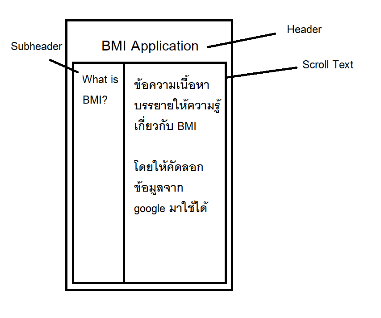 Header
Subheader
BMI Application
Scroll Text
What is
BMI?
ข้อความเนื้อหา
บรรยายให้ความรู้
เกี่ยวกับ BMI
โดยให้คัดลอก
ข้อมูลจาก
google มาใช้ได้